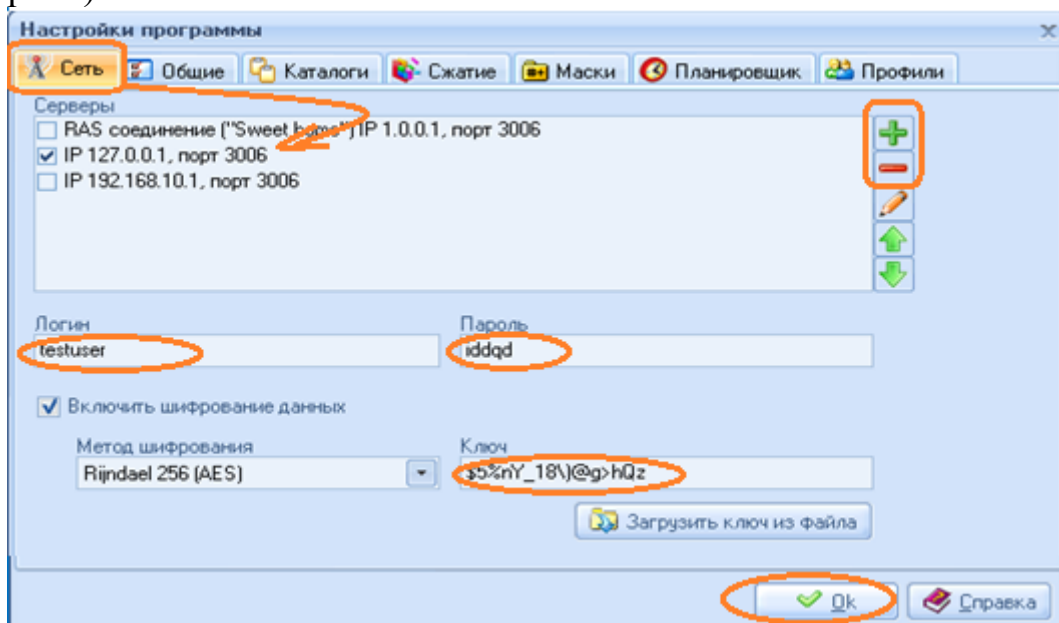 Настройки программы
Сеть Общие Каталоги Сжатие Маски Планировщик Профили
Серверы
RAS соединение ("Sweet home") IP 1.0.0.1, порт 3006
IP 127.0.0.1, порт 3006
IP 192.168.10.1, порт 3006
Логин Пароль
testuser iddqd
Включить шифрование данных
Метод шифрования Ключ
Rijndael 256 (AES) $5%nY_18\)@g>hQz
Загрузить ключ из файла
Ok Справка